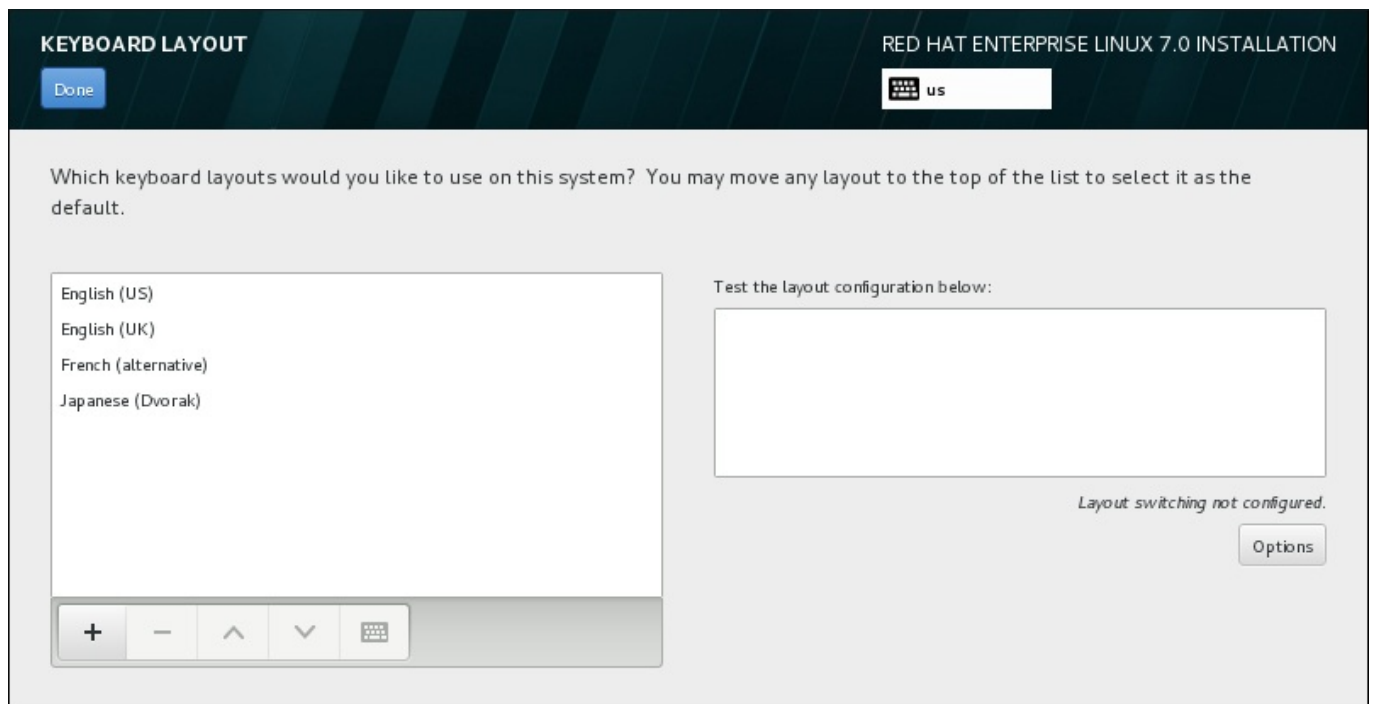 KEYBOARD LAYOUT
RED HAT ENTERPRISE LINUX 7.0 INSTALLATION
Done
us
Which keyboard layouts would you like to use on this system? You may move any layout to the top of the list to select it as the
default.
English (US)
English (UK)
French (alternative)
Japanese (Dvorak)
Test the layout configuration below:
Layout switching not configured.
Options